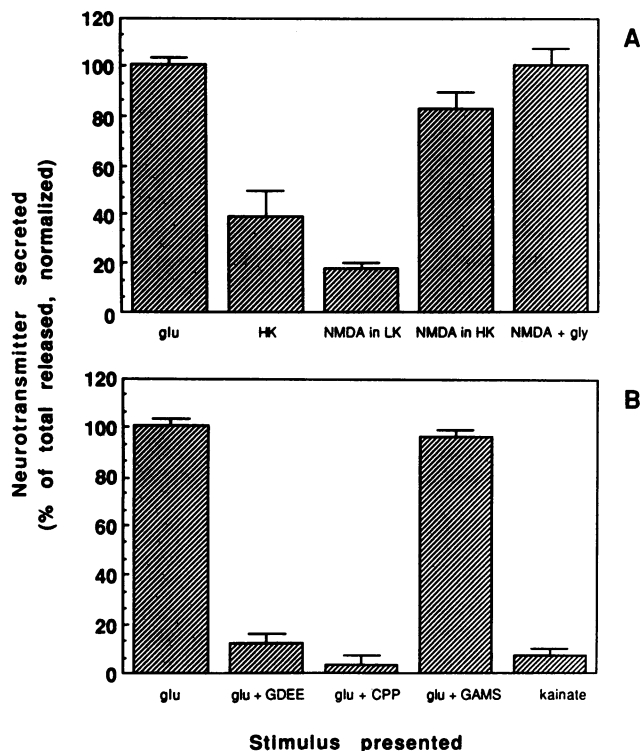 Neurotransmitter secreted
(% of total released, normalized)
A
120
100
80
60
40
20
0
glu HK NMDA in LK NMDA in HK NMDA + gly
B
120
100
80
60
40
20
0
glu glu + GDEE glu + CPP glu + GAMS kainate
Stimulus presented